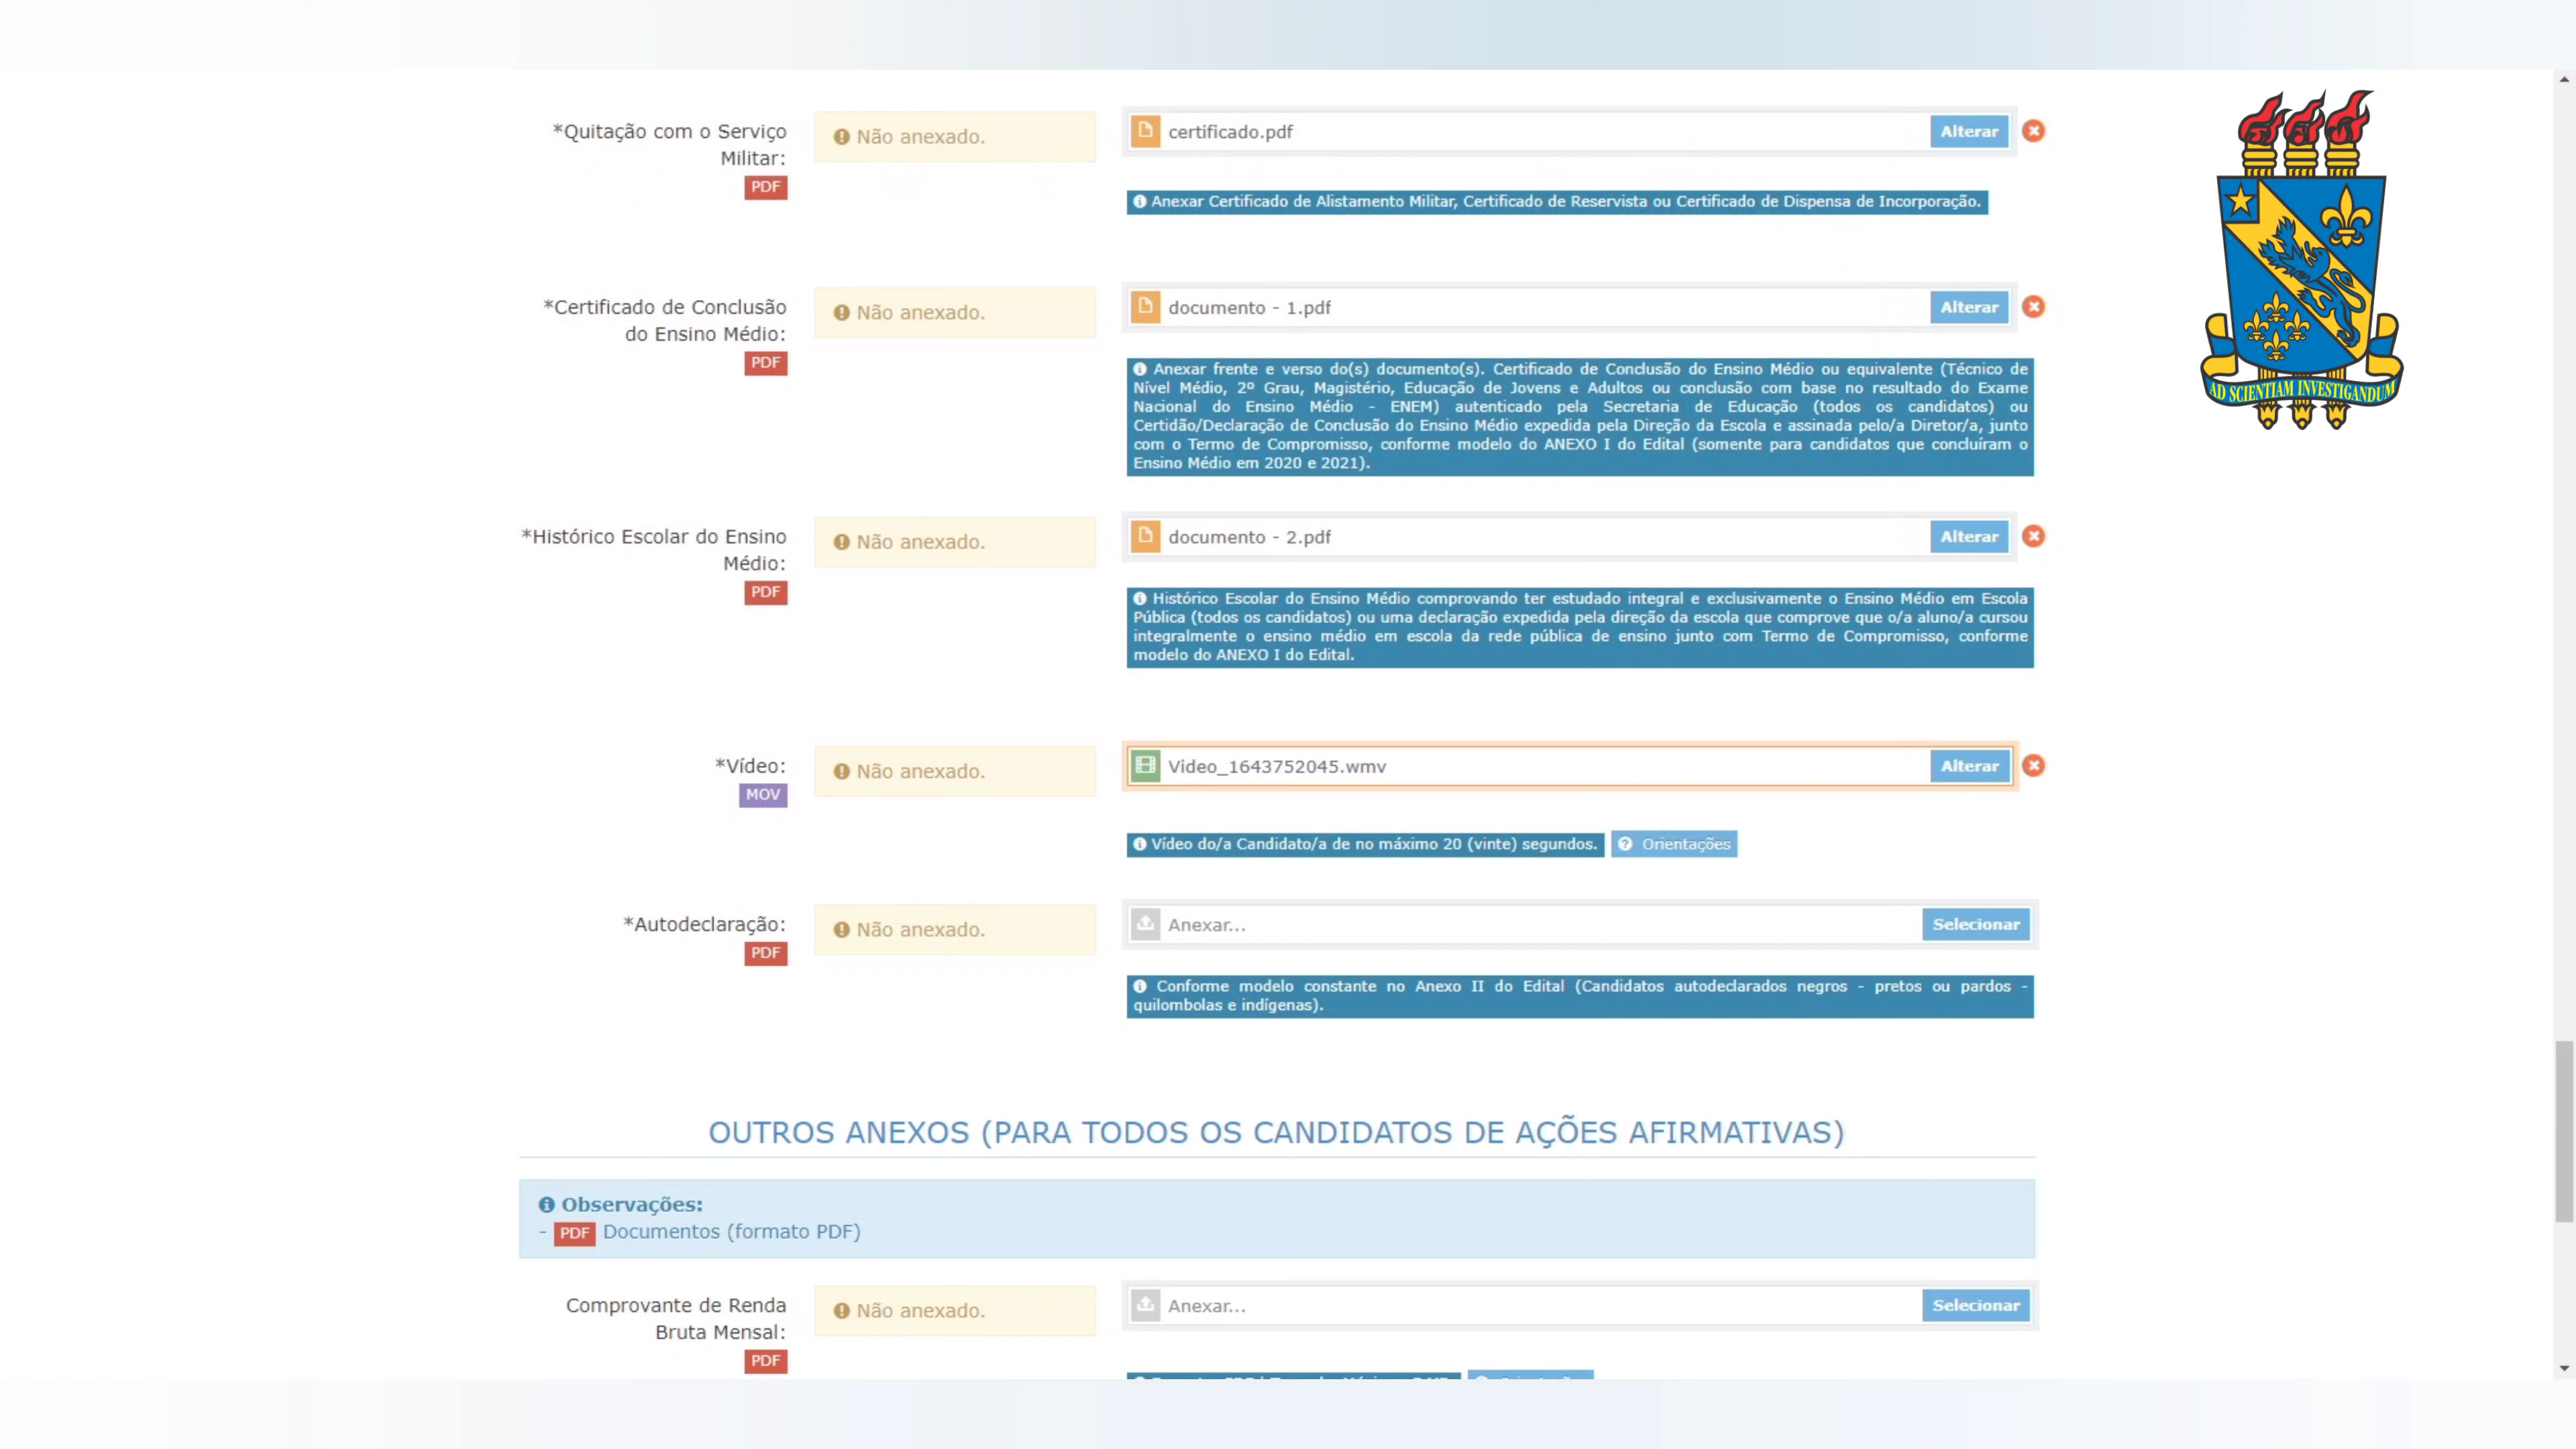 *Quitação com o Serviço
Militar:
PDF
Não anexado.
certificado.pdf
Alterar
Anexar Certificado de Alistamento Militar, Certificado de Reservista ou Certificado de Dispensa de Incorporação.
*Certificado de Conclusão
do Ensino Médio:
PDF
Não anexado.
documento - 1.pdf
Alterar
Anexar frente e verso do(s) documento(s). Certificado de Conclusão do Ensino Médio ou equivalente (Técnico de
Nível Médio, 2º Grau, Magistério, Educação de Jovens e Adultos ou conclusão com base no resultado do Exame
Nacional do Ensino Médio - ENEM) autenticado pela Secretaria de Educação (todos os candidatos) ou
Certidão/Declaração de Conclusão do Ensino Médio expedida pela Direção da Escola e assinada pelo/a Diretor/a, junto
com o Termo de Compromisso, conforme modelo do ANEXO I do Edital (somente para candidatos que concluíram o
Ensino Médio em 2020 e 2021).
*Histórico Escolar do Ensino
Médio:
PDF
Não anexado.
documento - 2.pdf
Alterar
Histórico Escolar do Ensino Médio comprovando ter estudado integral e exclusivamente o Ensino Médio em Escola
Pública (todos os candidatos) ou uma declaração expedida pela direção da escola que comprove que o/a aluno/a cursou
integralmente o ensino médio em escola da rede pública de ensino junto com Termo de Compromisso, conforme
modelo do ANEXO I do Edital.
*Vídeo:
MOV
Não anexado.
Video_1643752045.wmv
Alterar
Vídeo do/a Candidato/a de no máximo 20 (vinte) segundos.
Orientações
*Autodeclaração:
PDF
Não anexado.
Anexar...
Selecionar
Conforme modelo constante no Anexo II do Edital (Candidatos autodeclarados negros - pretos ou pardos -
quilombolas e indígenas).
OUTROS ANEXOS (PARA TODOS OS CANDIDATOS DE AÇÕES AFIRMATIVAS)
Observações:
- PDF Documentos (formato PDF)
Comprovante de Renda
Bruta Mensal:
PDF
Não anexado.
Anexar...
Selecionar
AD SCIENTIAM INVESTIGANDUM